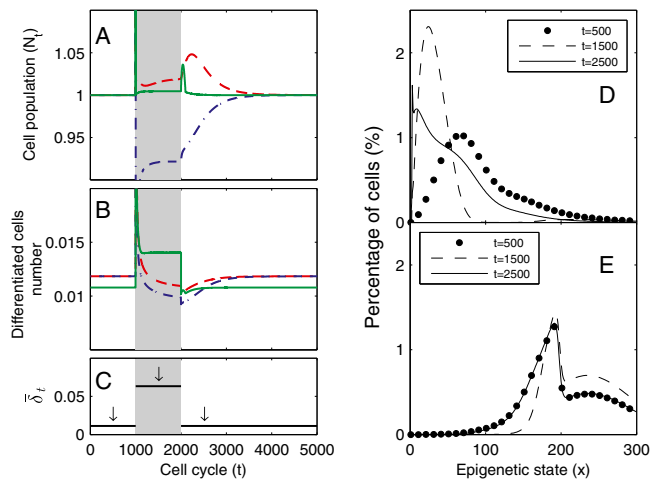 A
Cell population (Nt)
1.05
1
0.95
B
Differentiated cells
number
0.015
0.01
C
δ̄t
0.05
0
0 1000 2000 3000 4000 5000
Cell cycle (t)
Percentage of cells (%)
2
1
0
t=500
t=1500
t=2500
D
2
1
0
t=500
t=1500
t=2500
E
0 100 200 300
Epigenetic state (x)